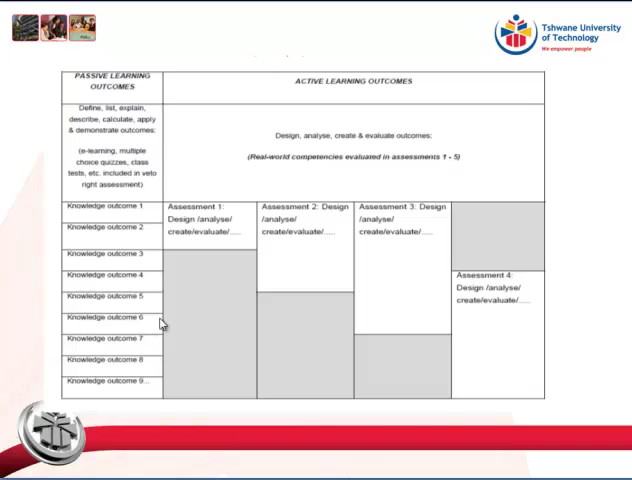 Tshwane University
of Technology
We empower people
PASSIVE LEARNING
OUTCOMES
ACTIVE LEARNING OUTCOMES
Define, list, explain,
describe, calculate, apply
& demonstrate outcomes:
(e-learning, multiple
choice quizzes, class
tests, etc. included in veto
right assessment)
Design, analyse, create & evaluate outcomes:
(Real-world competencies evaluated in assessments 1 - 5)
Knowledge outcome 1
Knowledge outcome 2
Knowledge outcome 3
Knowledge outcome 4
Knowledge outcome 5
Knowledge outcome 6
Knowledge outcome 7
Knowledge outcome 8
Knowledge outcome 9...
Assessment 1:
Design /analyse/
create/evaluate/.....
Assessment 2: Design
/analyse/
create/evaluate/.....
Assessment 3: Design
/analyse/
create/evaluate/.....
Assessment 4:
Design /analyse/
create/evaluate/.....